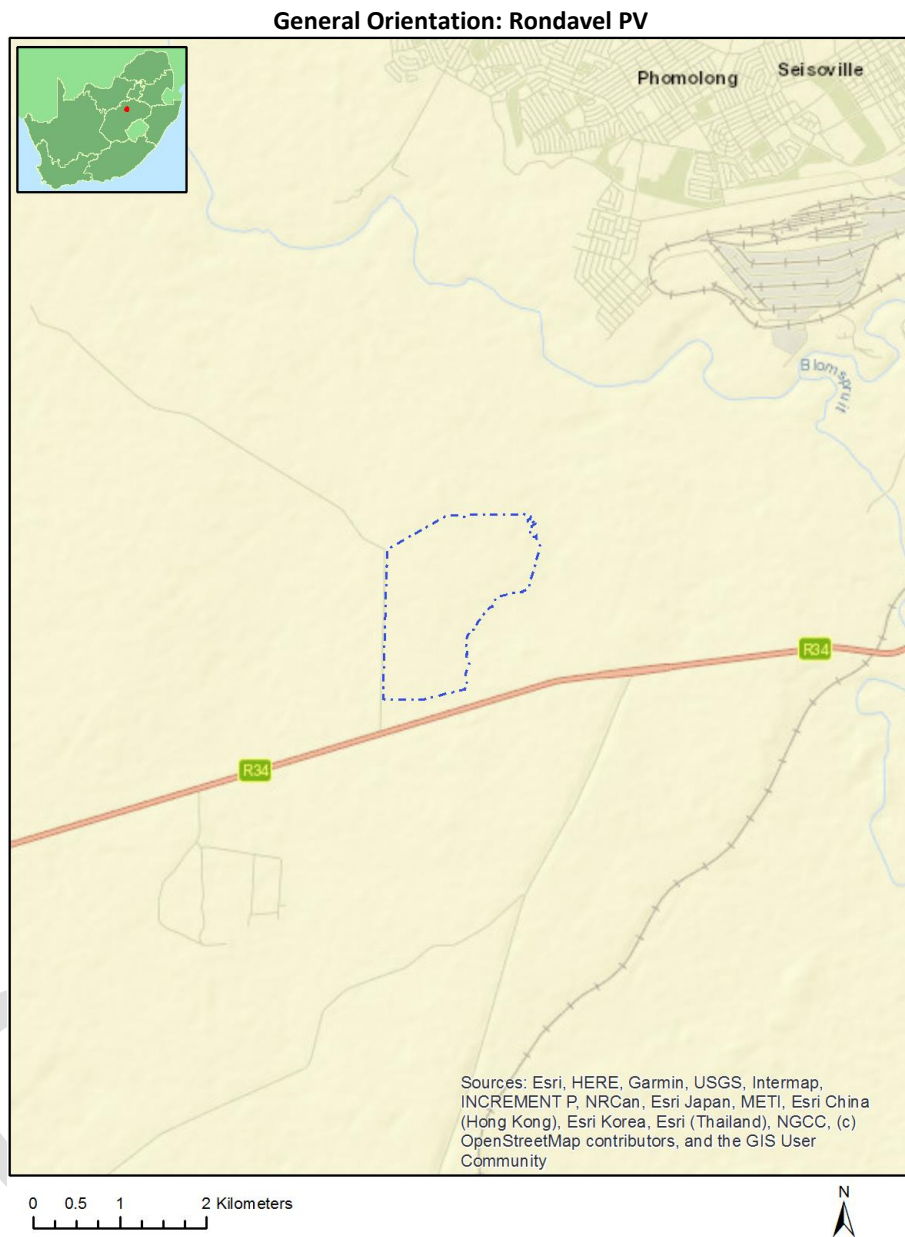 General Orientation: Rondavel PV
Phomolong
Seisoville
Blomspruit
R34
R34
Sources: Esri, HERE, Garmin, USGS, Intermap,
INCREMENT P, NRCan, Esri Japan, METI, Esri China
(Hong Kong), Esri Korea, Esri (Thailand), NGCC, (c)
OpenStreetMap contributors, and the GIS User
Community
0 0.5 1 2 Kilometers
N